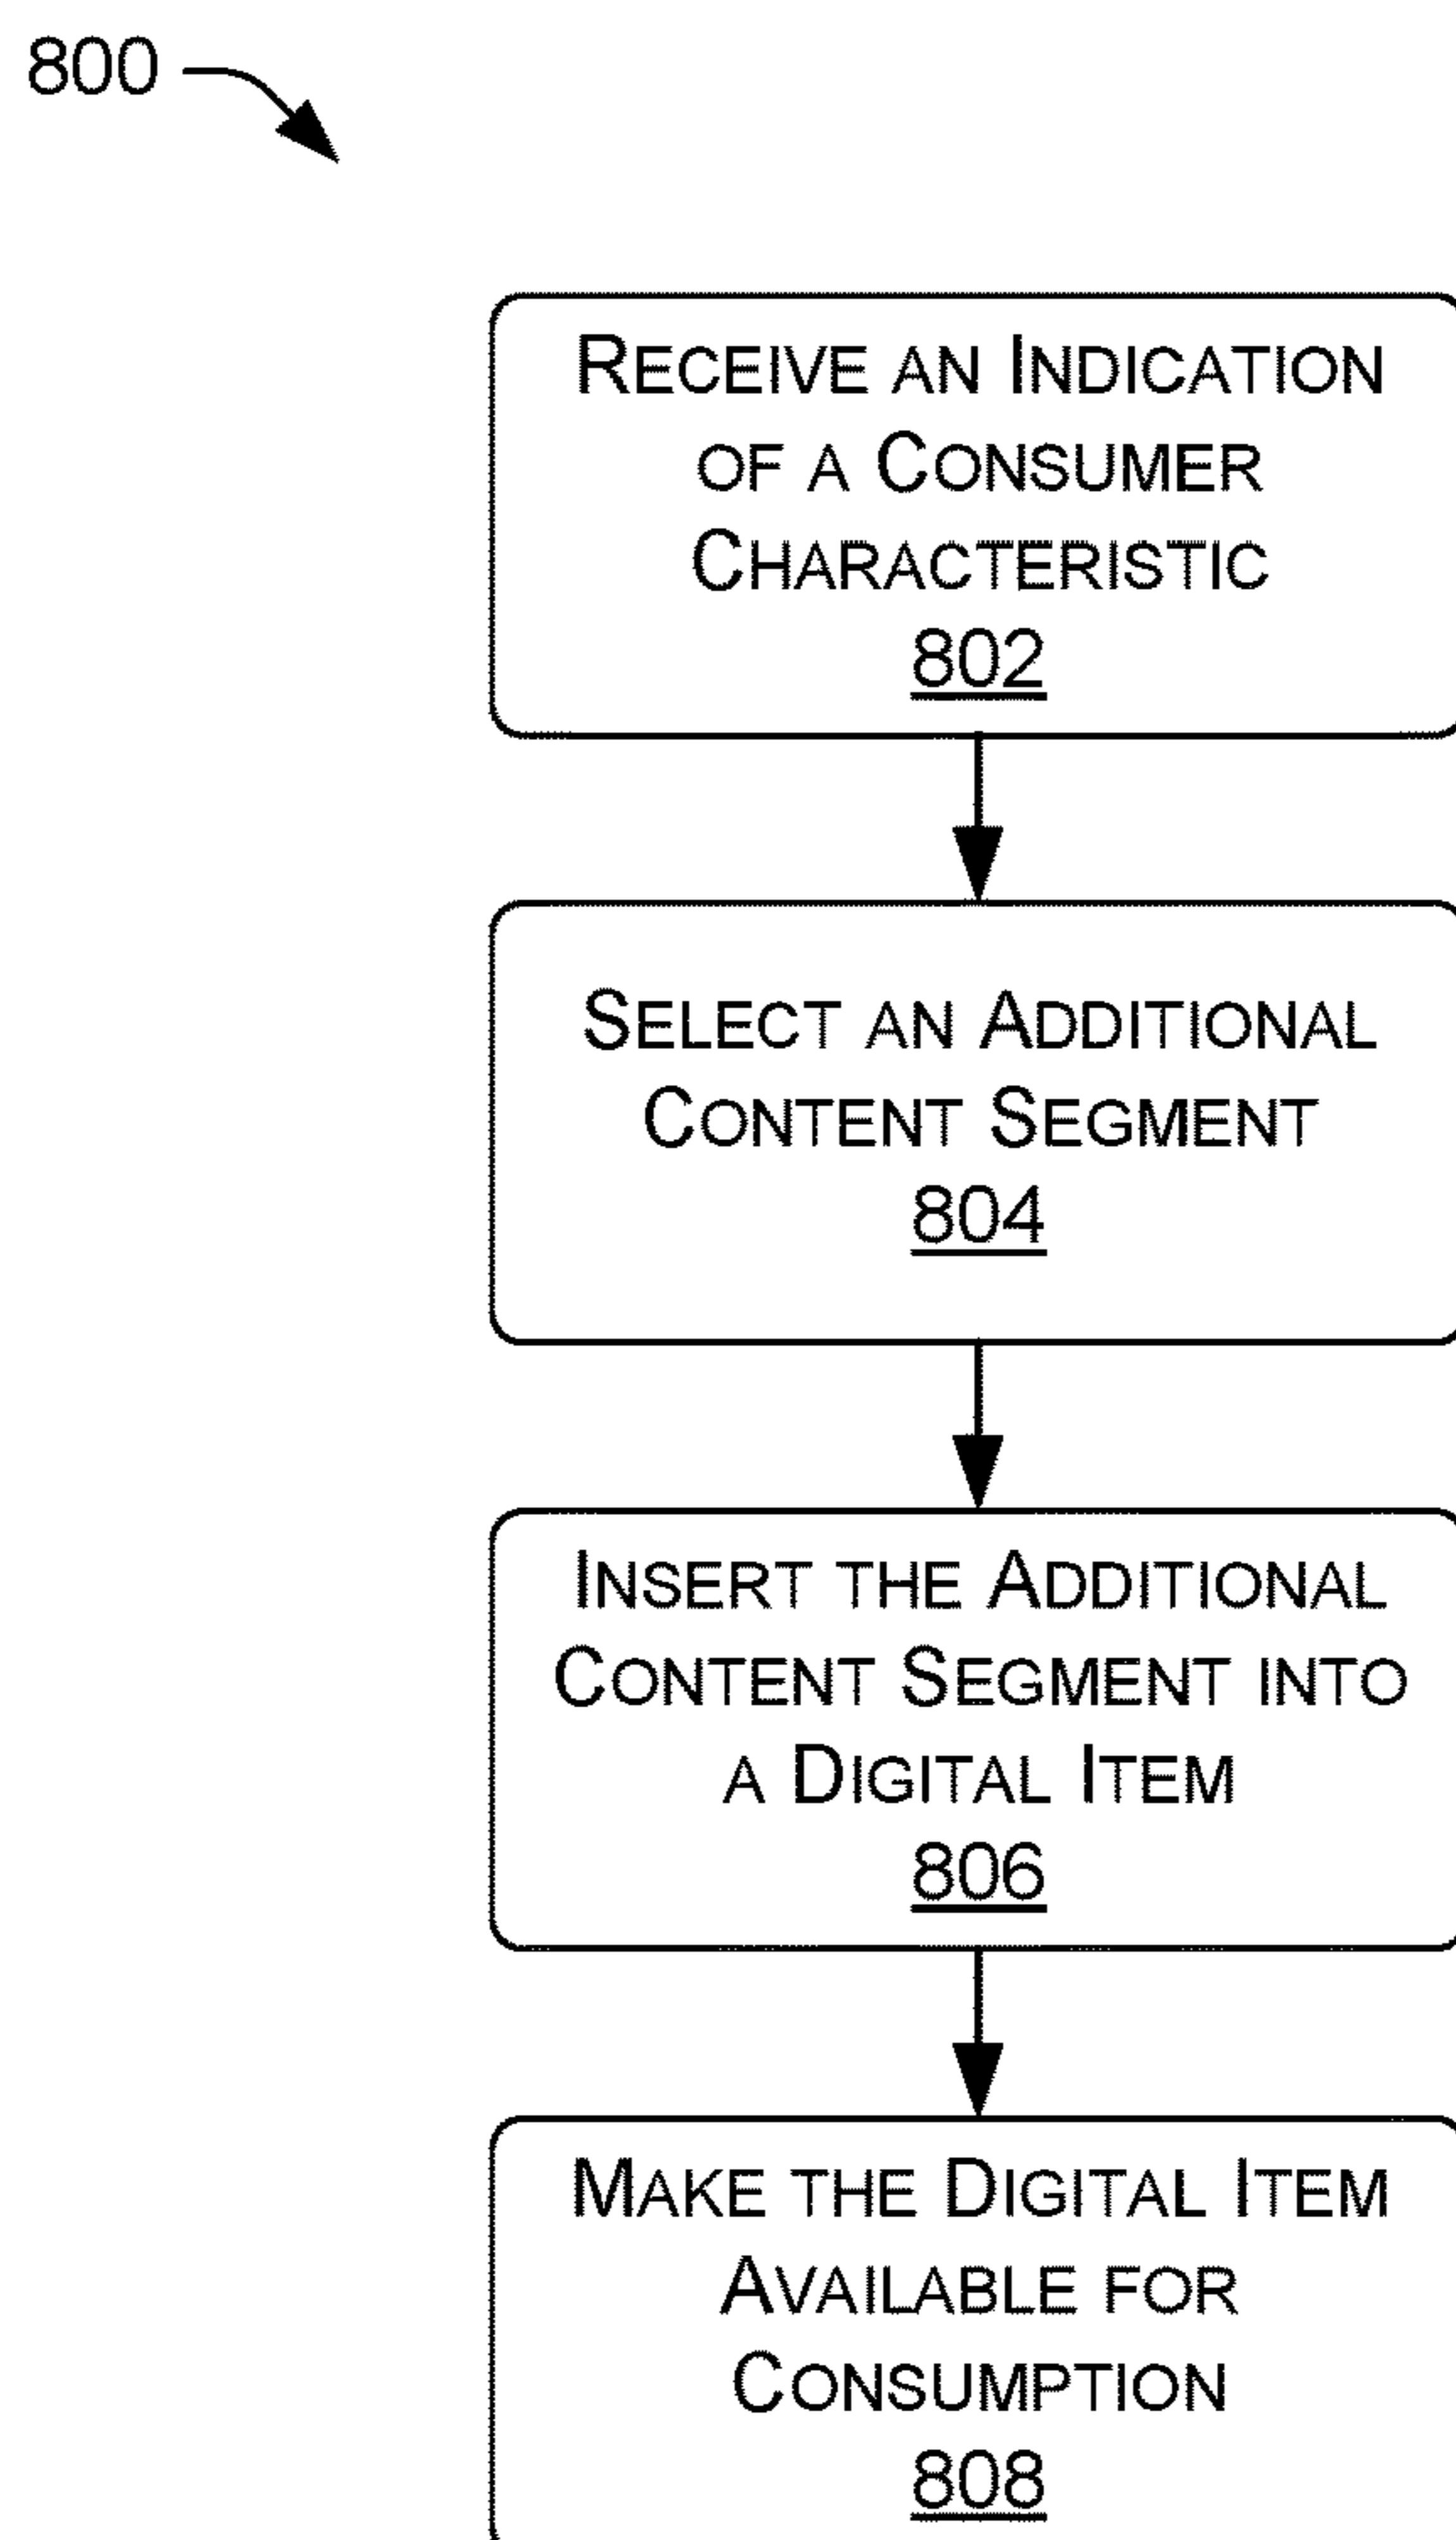 800
RECEIVE AN INDICATION
OF A CONSUMER
CHARACTERISTIC
802
SELECT AN ADDITIONAL
CONTENT SEGMENT
804
INSERT THE ADDITIONAL
CONTENT SEGMENT INTO
A DIGITAL ITEM
806
MAKE THE DIGITAL ITEM
AVAILABLE FOR
CONSUMPTION
808